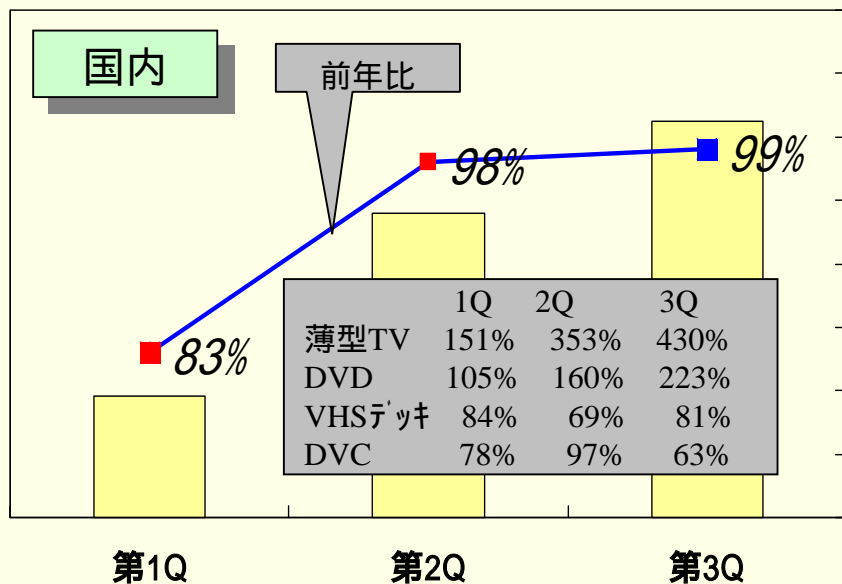 国内
前年比
98%
99%
83%
1Q 2Q 3Q
薄型TV 151% 353% 430%
DVD 105% 160% 223%
VHSﾃﾞｯｷ 84% 69% 81%
DVC 78% 97% 63%
第1Q 第2Q 第3Q